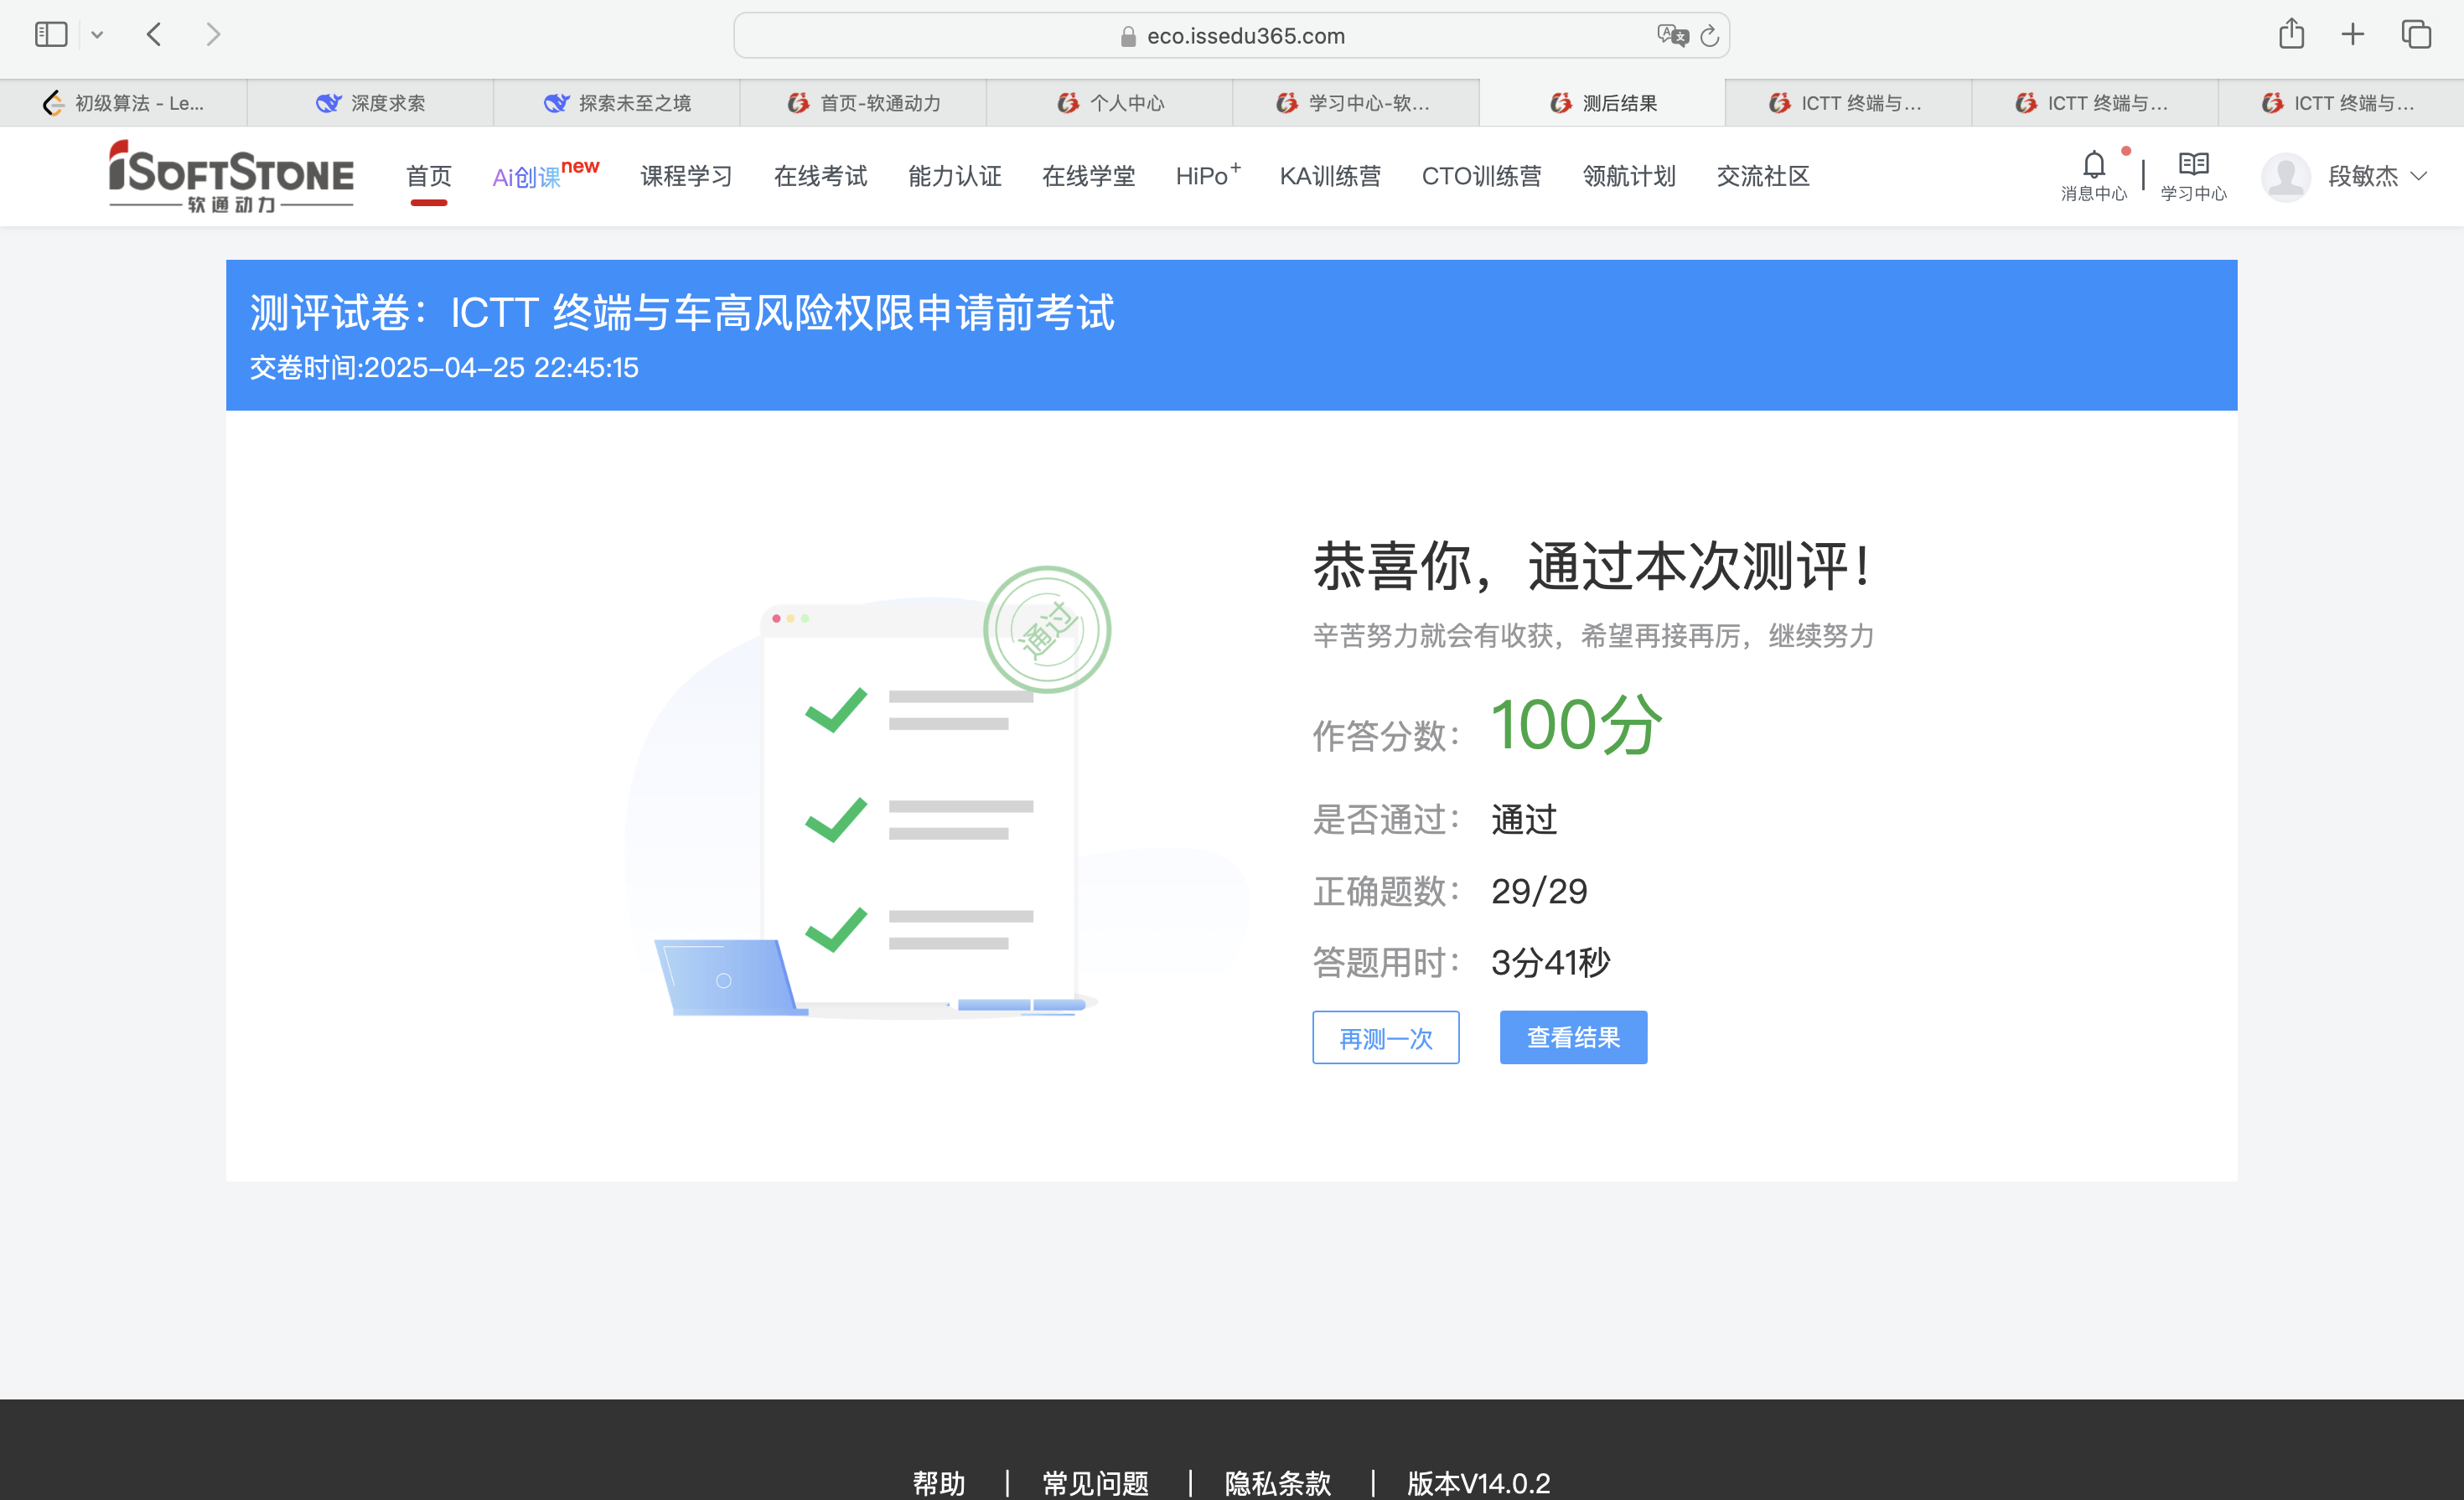 eco.issedu365.com
初级算法 - Le...
深度求索
探索未至之境
首页-软通动力
个人中心
学习中心-软...
测后结果
ICTT 终端与...
ICTT 终端与...
ICTT 终端与...
iSOFTSTONE
软通动力
首页
Ai创课new
课程学习
在线考试
能力认证
在线学堂
HiPo+
KA训练营
CTO训练营
领航计划
交流社区
消息中心
学习中心
段敏杰
测评试卷：ICTT 终端与车高风险权限申请前考试
交卷时间:2025-04-25 22:45:15
通过
恭喜你，通过本次测评！
辛苦努力就会有收获，希望再接再厉，继续努力
作答分数： 100分
是否通过： 通过
正确题数： 29/29
答题用时： 3分41秒
再测一次
查看结果
帮助 | 常见问题 | 隐私条款 | 版本V14.0.2